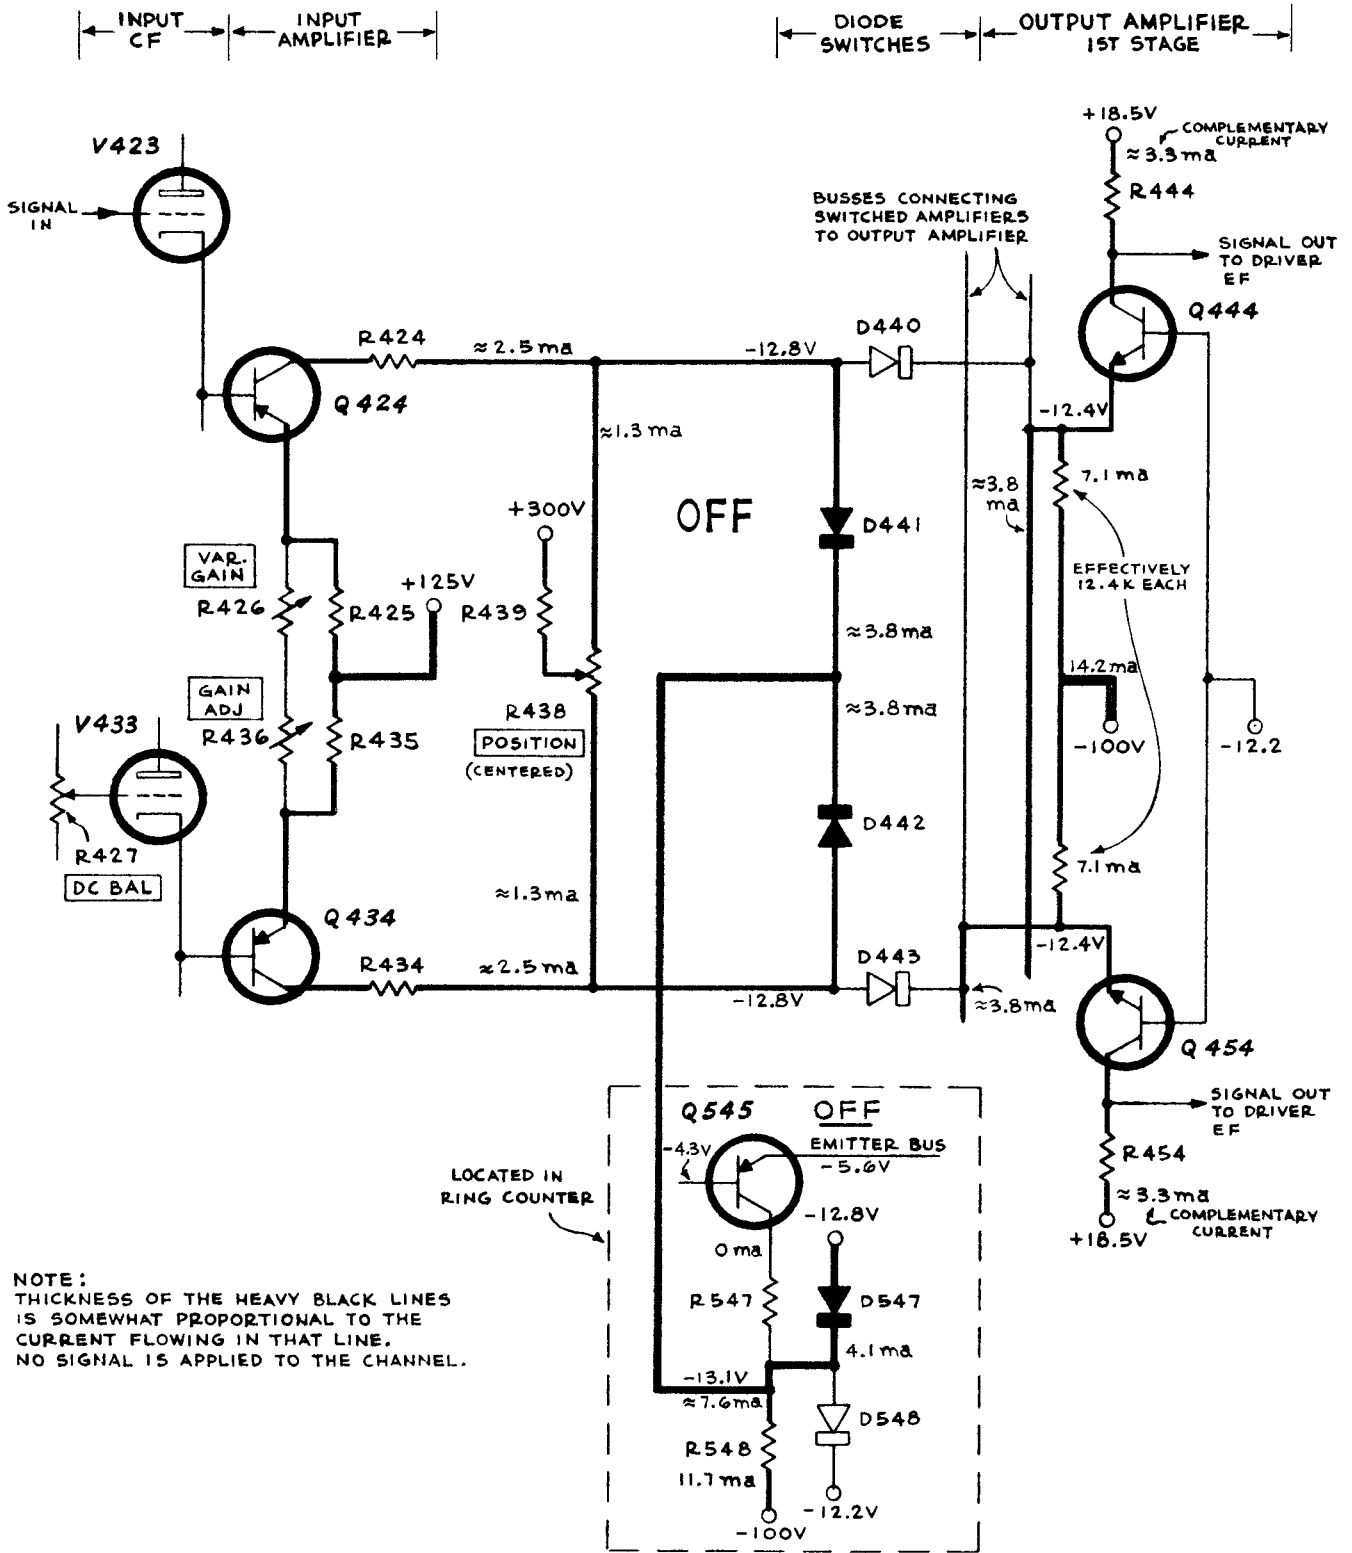 INPUT
CF
INPUT
AMPLIFIER
DIODE
SWITCHES
OUTPUT AMPLIFIER
1ST STAGE
V423
SIGNAL
IN
+18.5V
COMPLEMENTARY
CURRENT
≈3.3ma
R444
BUSSES CONNECTING
SWITCHED AMPLIFIERS
TO OUTPUT AMPLIFIER
SIGNAL OUT
TO DRIVER
EF
Q444
R424
≈2.5ma
-12.8V
D440
Q424
-12.4V
≈1.3ma
7.1ma
≈3.8
ma
+300V
OFF
D441
VAR.
GAIN
R426
R425
+125V
R439
EFFECTIVELY
12.4K EACH
≈3.8ma
14.2ma
GAIN
ADJ
R436
R435
R438
POSITION
(CENTERED)
≈3.8ma
-100V
-12.2
V433
D442
R427
DC BAL
7.1ma
≈1.3ma
Q434
-12.4V
R434
≈2.5ma
-12.8V
D443
≈3.8ma
Q454
Q545
OFF
SIGNAL OUT
TO DRIVER
EF
-4.3V
EMITTER BUS
-5.6V
R454
LOCATED IN
RING COUNTER
≈3.3ma
COMPLEMENTARY
CURRENT
+18.5V
-12.8V
0ma
R547
D547
NOTE:
THICKNESS OF THE HEAVY BLACK LINES
IS SOMEWHAT PROPORTIONAL TO THE
CURRENT FLOWING IN THAT LINE.
NO SIGNAL IS APPLIED TO THE CHANNEL.
4.1ma
-13.1V
≈7.6ma
D548
R548
11.7ma
-12.2V
-100V